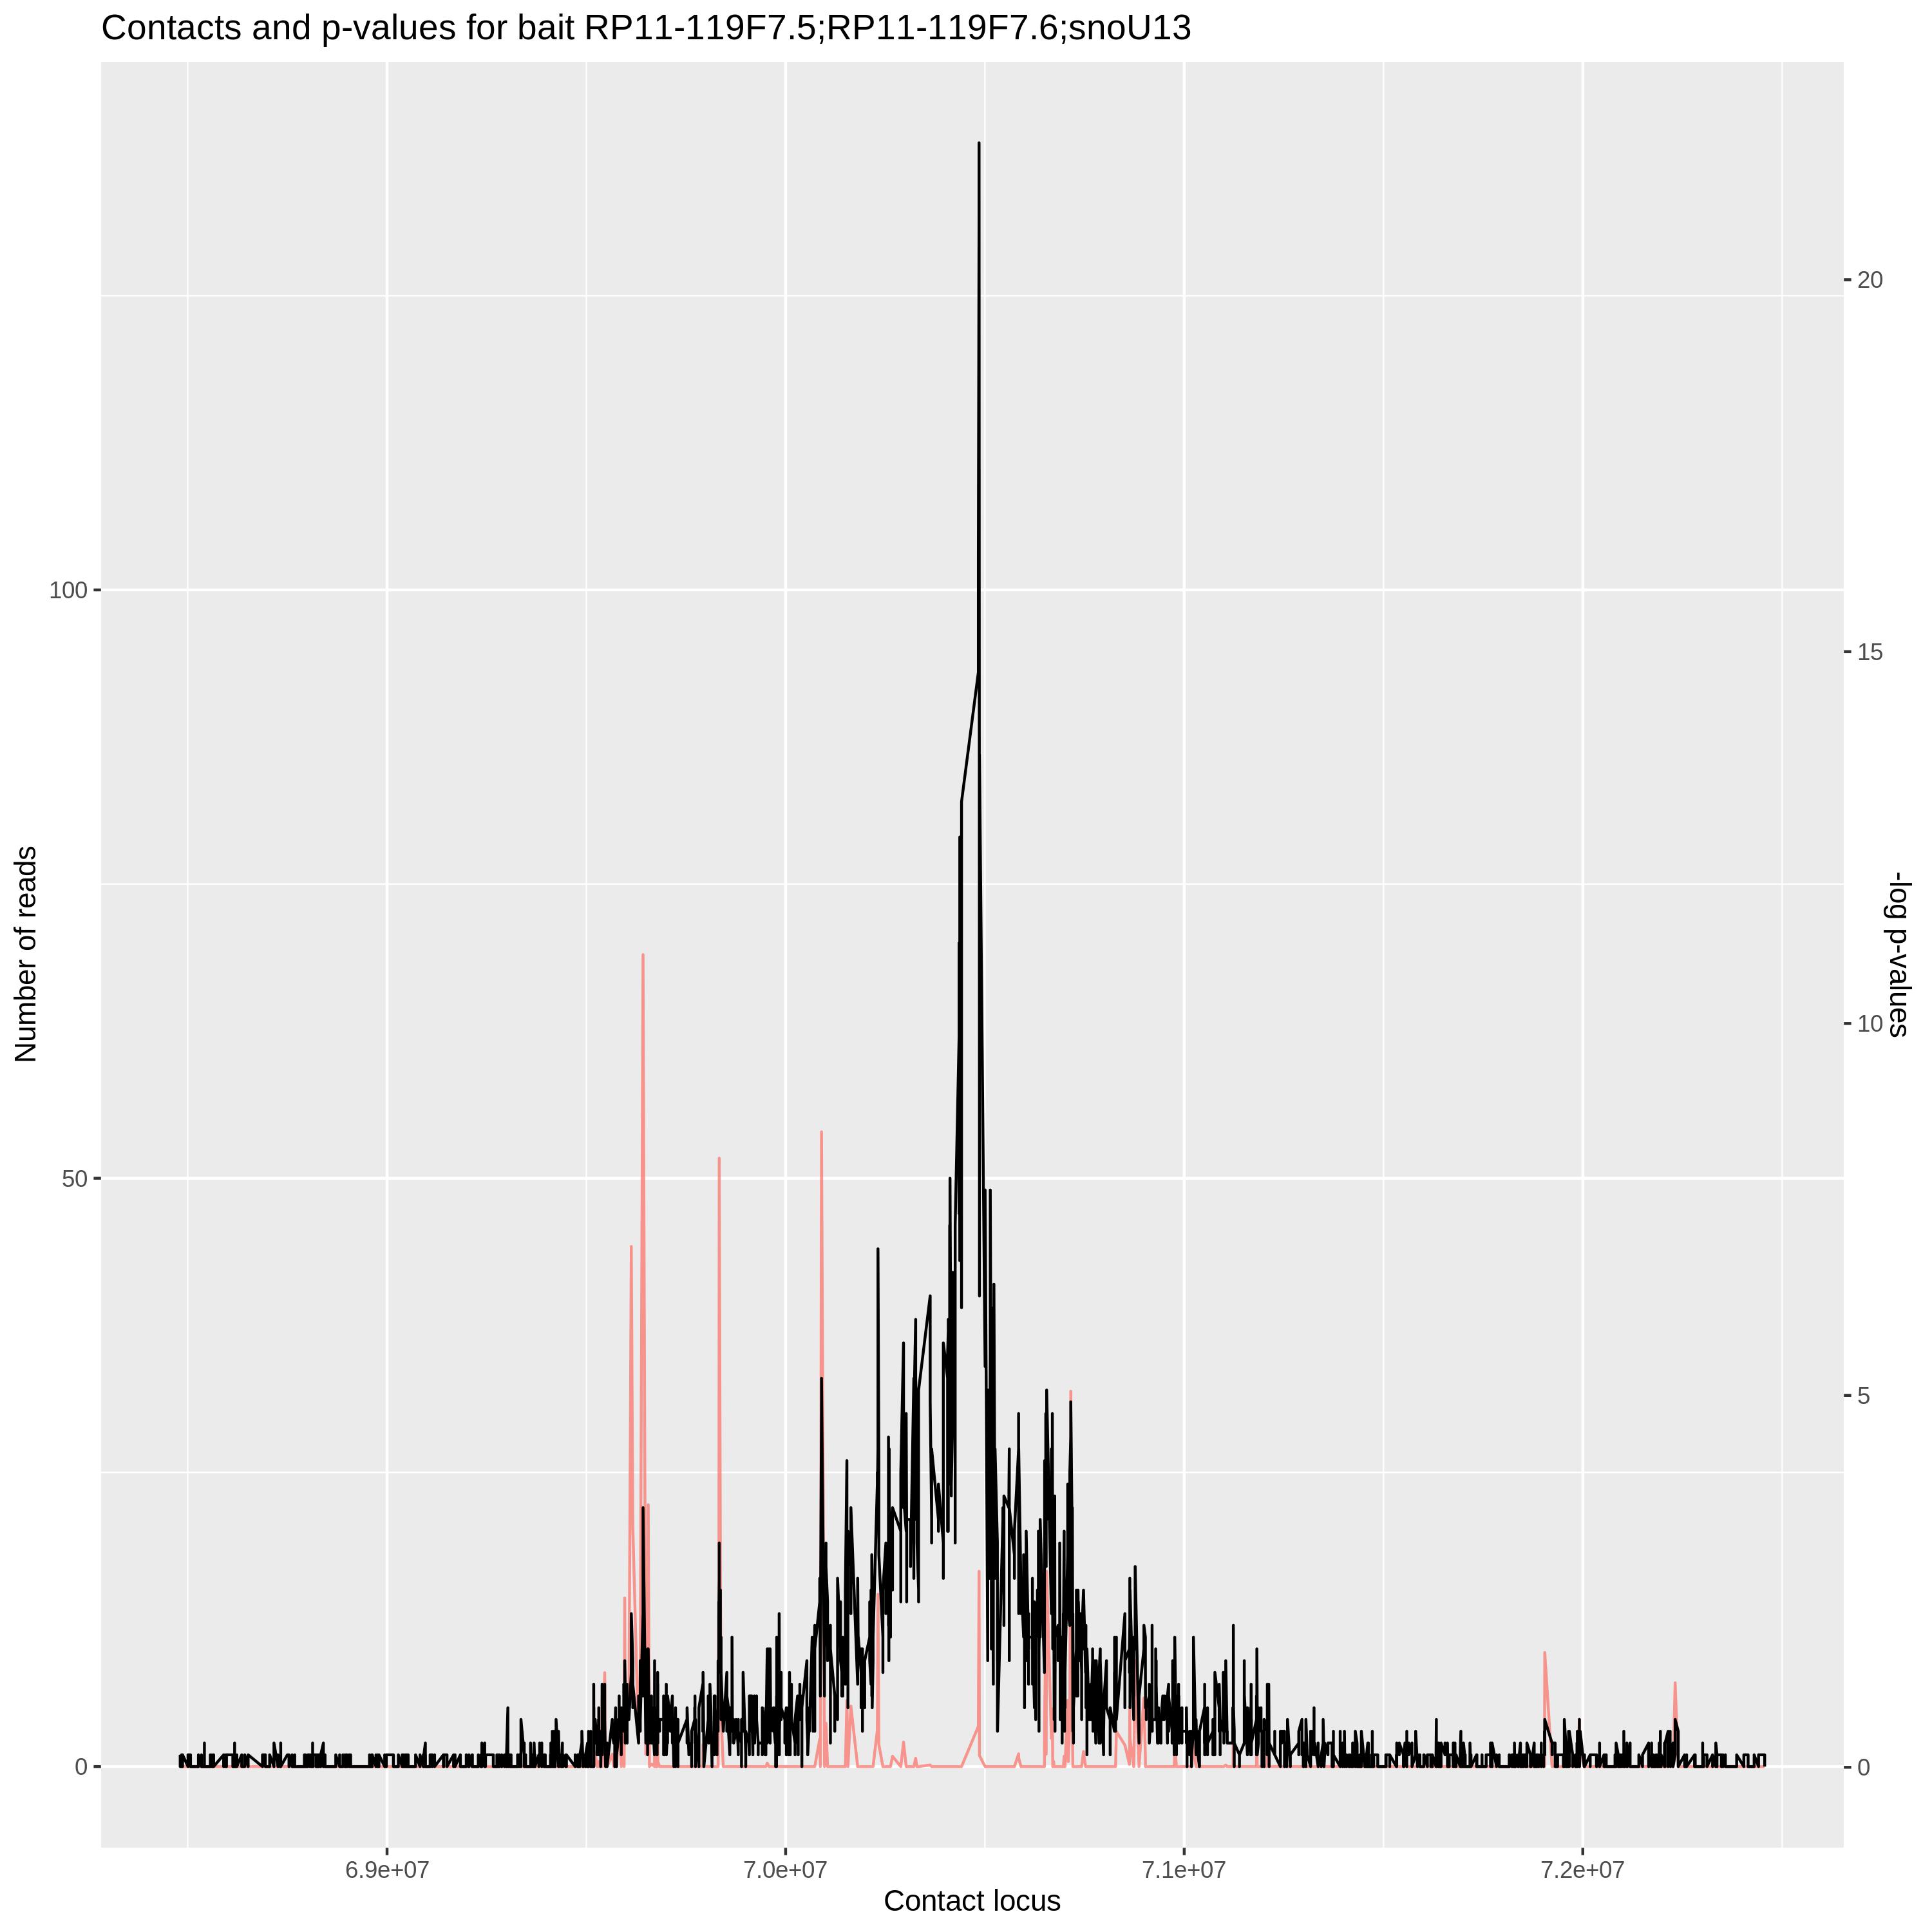 Contacts and p-values for bait RP11-119F7.5;RP11-119F7.6;snoU13
Number of reads
100
50
0
20
15
10
5
0
-log p-values
6.9e+07
7.0e+07
7.1e+07
7.2e+07
Contact locus